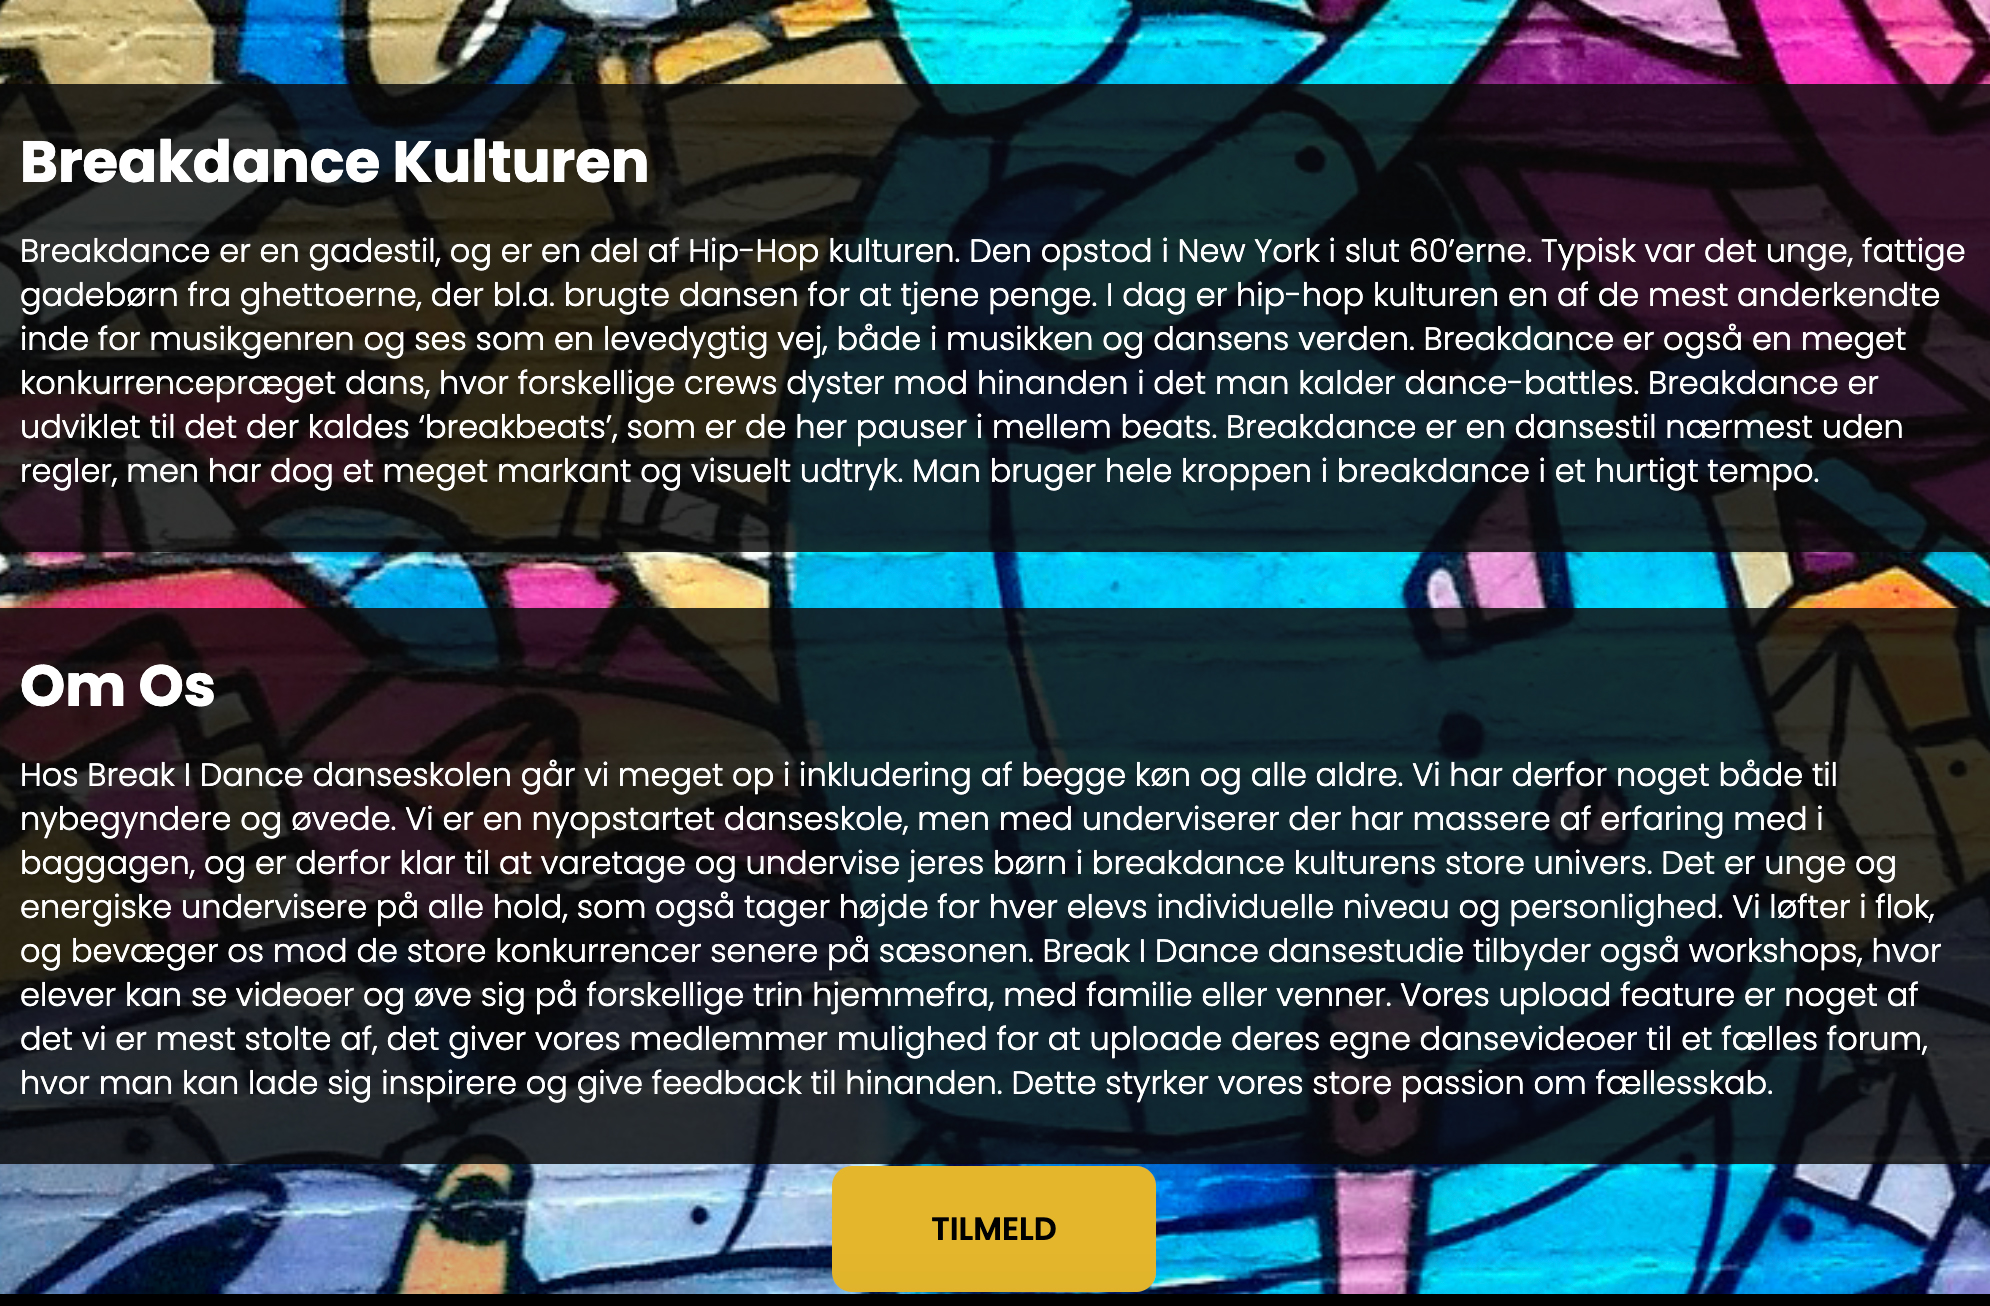 Breakdance Kulturen
Breakdance er en gadestil, og er en del af Hip-Hop kulturen. Den opstod i New York i slut 60’erne. Typisk var det unge, fattige
gadebørn fra ghettoerne, der bl.a. brugte dansen for at tjene penge. I dag er hip-hop kulturen en af de mest anderkendte
inde for musikgenren og ses som en levedygtig vej, både i musikken og dansens verden. Breakdance er også en meget
konkurrencepræget dans, hvor forskellige crews dyster mod hinanden i det man kalder dance-battles. Breakdance er
udviklet til det der kaldes ‘breakbeats’, som er de her pauser i mellem beats. Breakdance er en dansestil nærmest uden
regler, men har dog et meget markant og visuelt udtryk. Man bruger hele kroppen i breakdance i et hurtigt tempo.
Om Os
Hos Break I Dance danseskolen går vi meget op i inkludering af begge køn og alle aldre. Vi har derfor noget både til
nybegyndere og øvede. Vi er en nyopstartet danseskole, men med underviserer der har massere af erfaring med i
baggagen, og er derfor klar til at varetage og undervise jeres børn i breakdance kulturens store univers. Det er unge og
energiske undervisere på alle hold, som også tager højde for hver elevs individuelle niveau og personlighed. Vi løfter i flok,
og bevæger os mod de store konkurrencer senere på sæsonen. Break I Dance dansestudie tilbyder også workshops, hvor
elever kan se videoer og øve sig på forskellige trin hjemmefra, med familie eller venner. Vores upload feature er noget af
det vi er mest stolte af, det giver vores medlemmer mulighed for at uploade deres egne dansevideoer til et fælles forum,
hvor man kan lade sig inspirere og give feedback til hinanden. Dette styrker vores store passion om fællesskab.
TILMELD